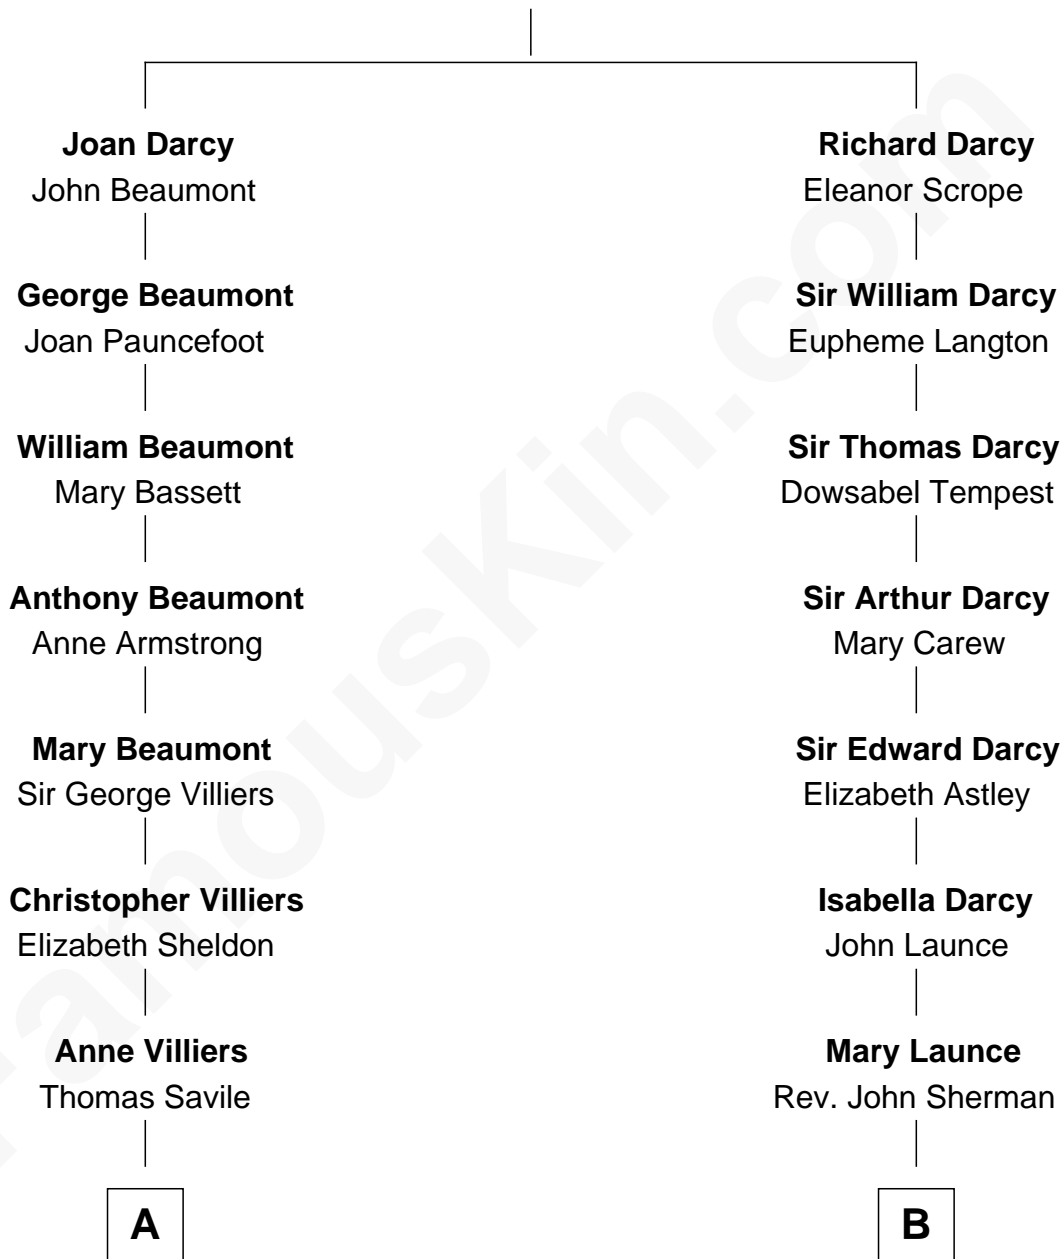 Joan Darcy
John Beaumont
George Beaumont
Joan Pauncefoot
William Beaumont
Mary Bassett
Anthony Beaumont
Anne Armstrong
Mary Beaumont
Sir George Villiers
Christopher Villiers
Elizabeth Sheldon
Anne Villiers
Thomas Savile
A
Richard Darcy
Eleanor Scrope
Sir William Darcy
Eupheme Langton
Sir Thomas Darcy
Dowsabel Tempest
Sir Arthur Darcy
Mary Carew
Sir Edward Darcy
Elizabeth Astley
Isabella Darcy
John Launce
Mary Launce
Rev. John Sherman
B
FamousKin.com